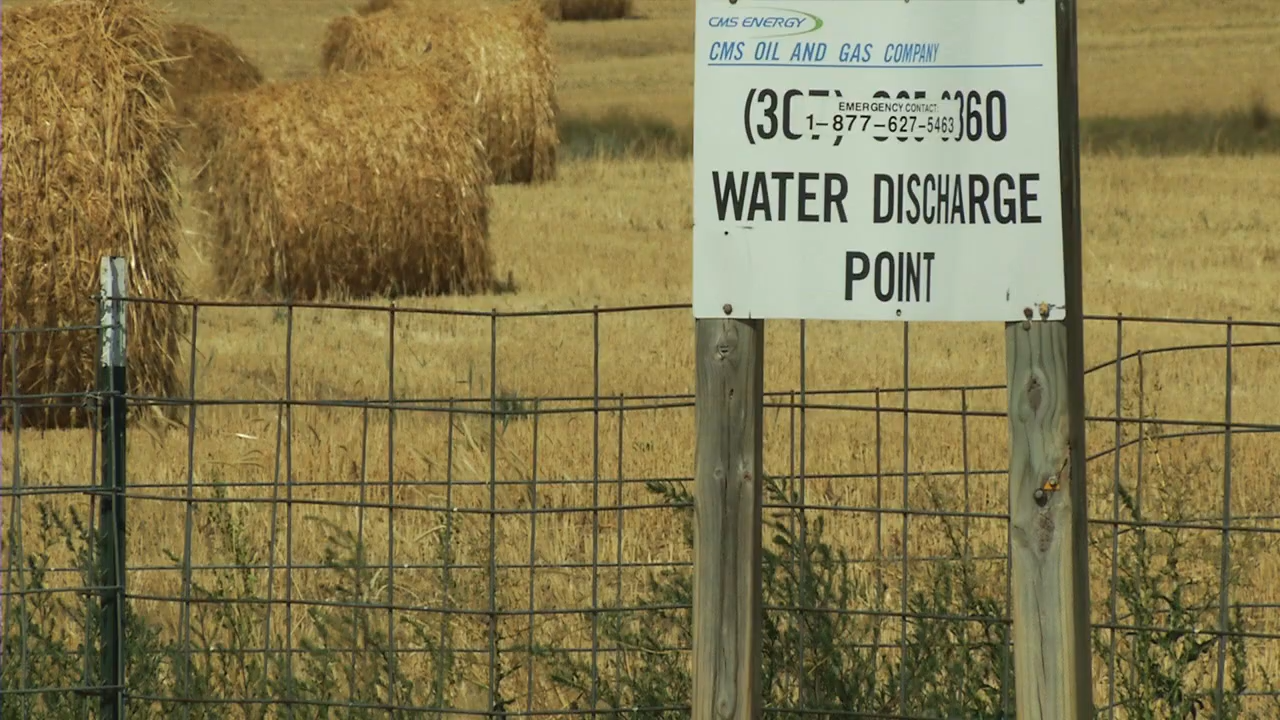 CMS ENERGY
CMS OIL AND GAS COMPANY
EMERGENCY CONTACT:
1-877-627-5463
WATER DISCHARGE
POINT